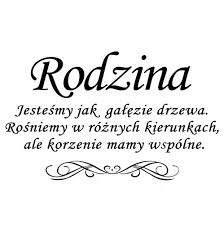 Rodzina
Jesteśmy jak gałęzie drzewa.
Rośniemy w różnych kierunkach,
ale korzenie mamy wspólne.